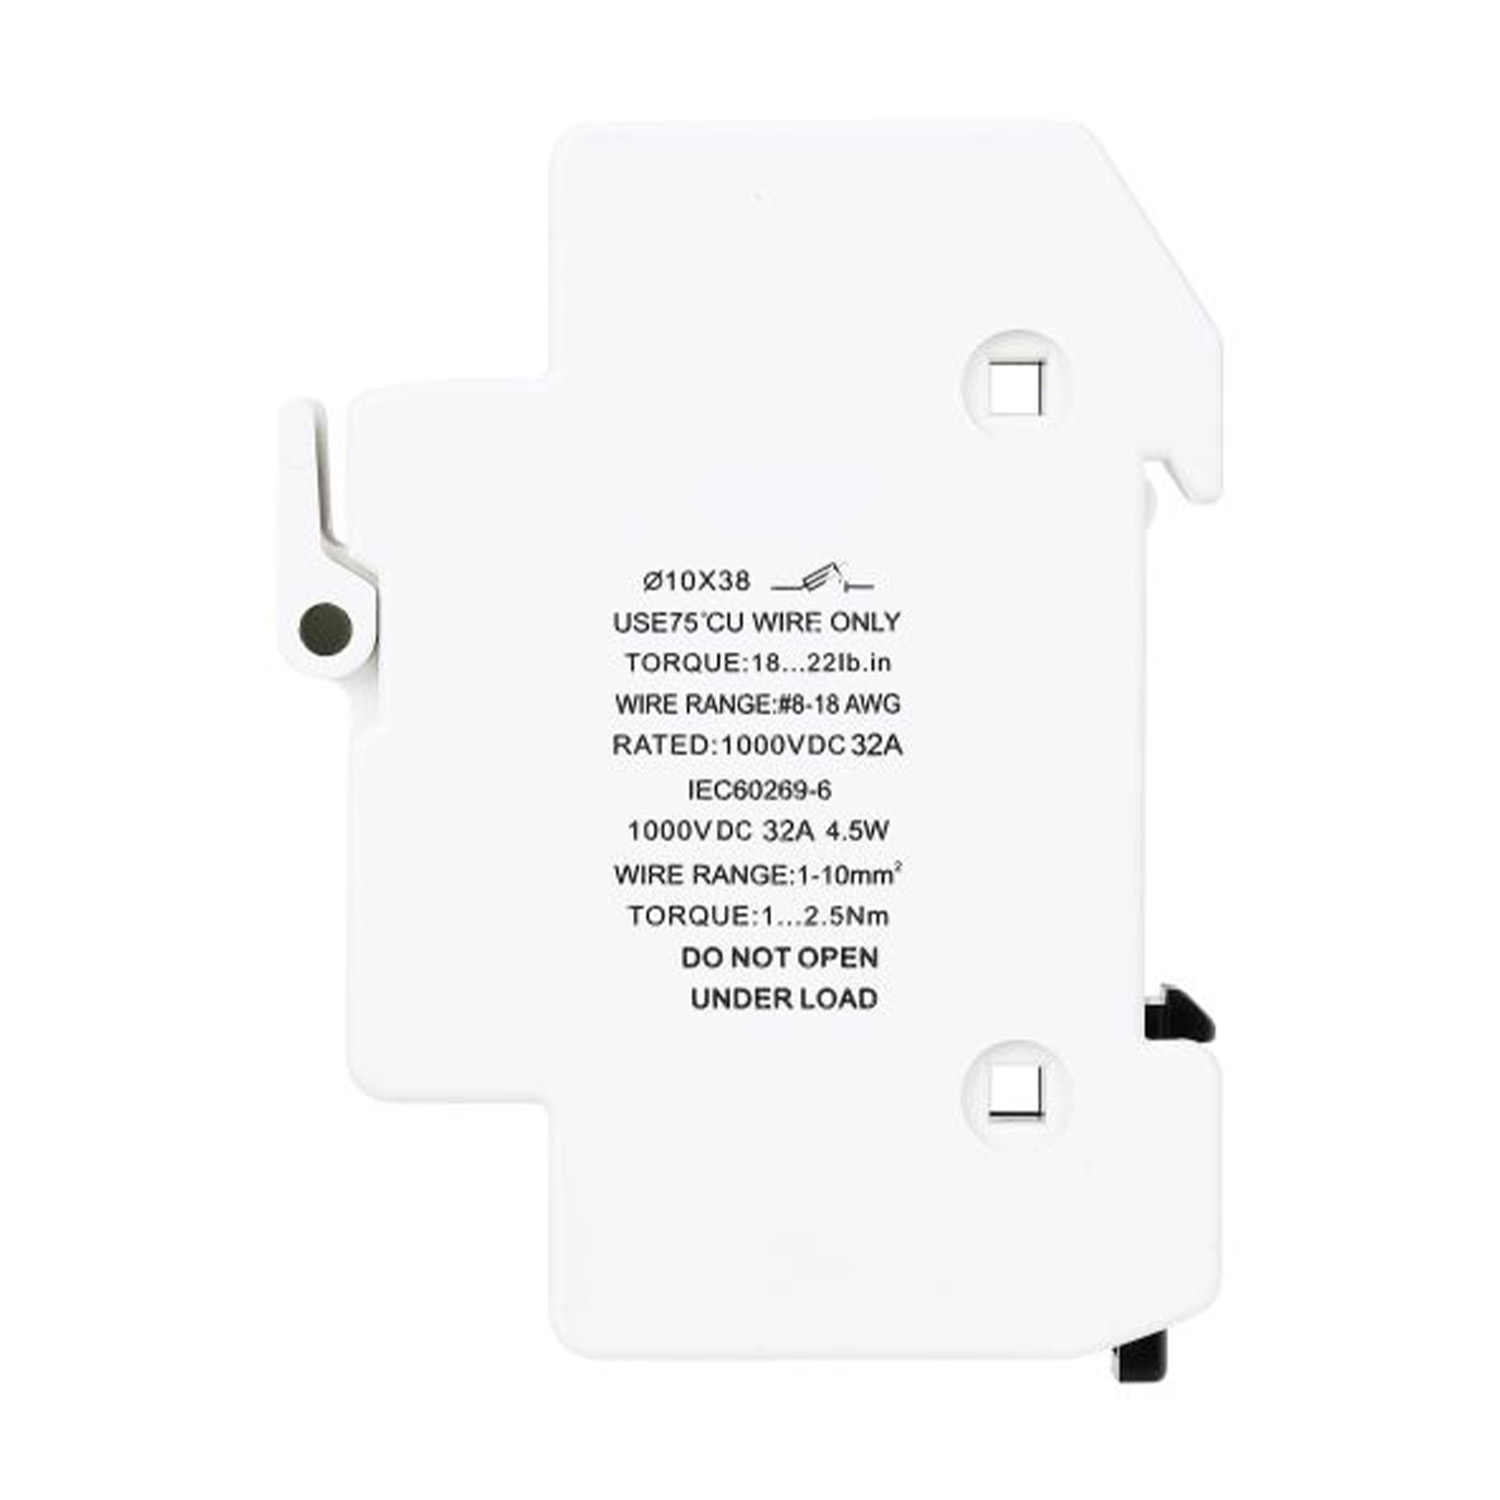 Ø10X38
USE75℃CU WIRE ONLY
TORQUE:18...22lb.in
WIRE RANGE:#8-18 AWG
RATED:1000VDC 32A
IEC60269-6
1000VDC 32A 4.5W
WIRE RANGE:1-10mm²
TORQUE:1...2.5Nm
DO NOT OPEN
UNDER LOAD